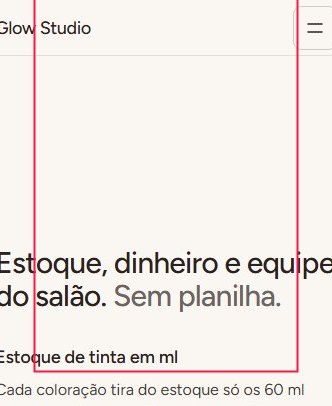 Glow Studio
Estoque, dinheiro e equipe
do salão. Sem planilha.
Estoque de tinta em ml
Cada coloração tira do estoque só os 60 ml